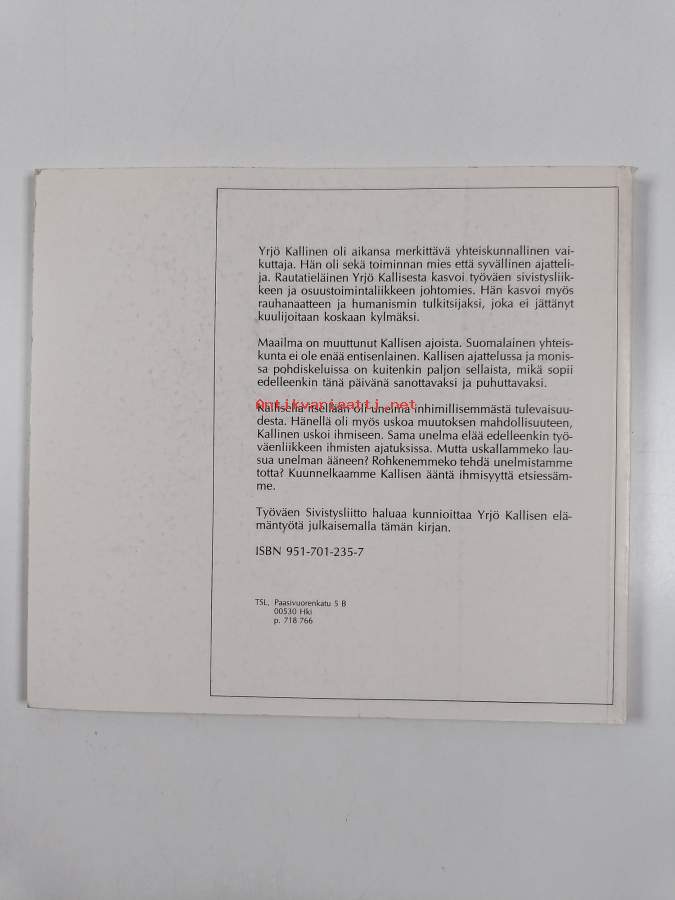 Yrjö Kallinen oli aikansa merkittävä yhteiskunnallinen vai-
kuttaja. Hän oli sekä toiminnan mies että syvällinen ajatteli-
ja. Rautatieläinen Yrjö Kallisesta kasvoi työväen sivistysliik-
keen ja osuustoimintaliikkeen johtomies. Hän kasvoi myös
rauhanaatteen ja humanismin tulkitsijaksi, joka ei jättänyt
kuulijoitaan koskaan kylmäksi.
Maailma on muuttunut Kallisen ajoista. Suomalainen yhteis-
kunta ei ole enää entisenlainen. Kallisen ajattelussa ja monis-
sa pohdiskeluissa on kuitenkin paljon sellaista, mikä sopii
edelleenkin tänä päivänä sanottavaksi ja puhuttavaksi.
Antikvariaatti.net
Kallisella itsellään oli unelma inhimillisemmästä tulevaisuu-
desta. Hänellä oli myös uskoa muutoksen mahdollisuuteen,
Kallinen uskoi ihmiseen. Sama unelma elää edelleenkin työ-
väenliikkeen ihmisten ajatuksissa. Mutta uskallammeko lau-
sua unelman ääneen? Rohkenemmeko tehdä unelmistamme
totta? Kuunnelkaamme Kallisen ääntä ihmisyyttä etsiessäm-
me.
Työväen Sivistysliitto haluaa kunnioittaa Yrjö Kallisen elä-
mäntyötä julkaisemalla tämän kirjan.
ISBN 951-701-235-7
TSL, Paasivuorenkatu 5 B
00530 Hki
p. 718 766